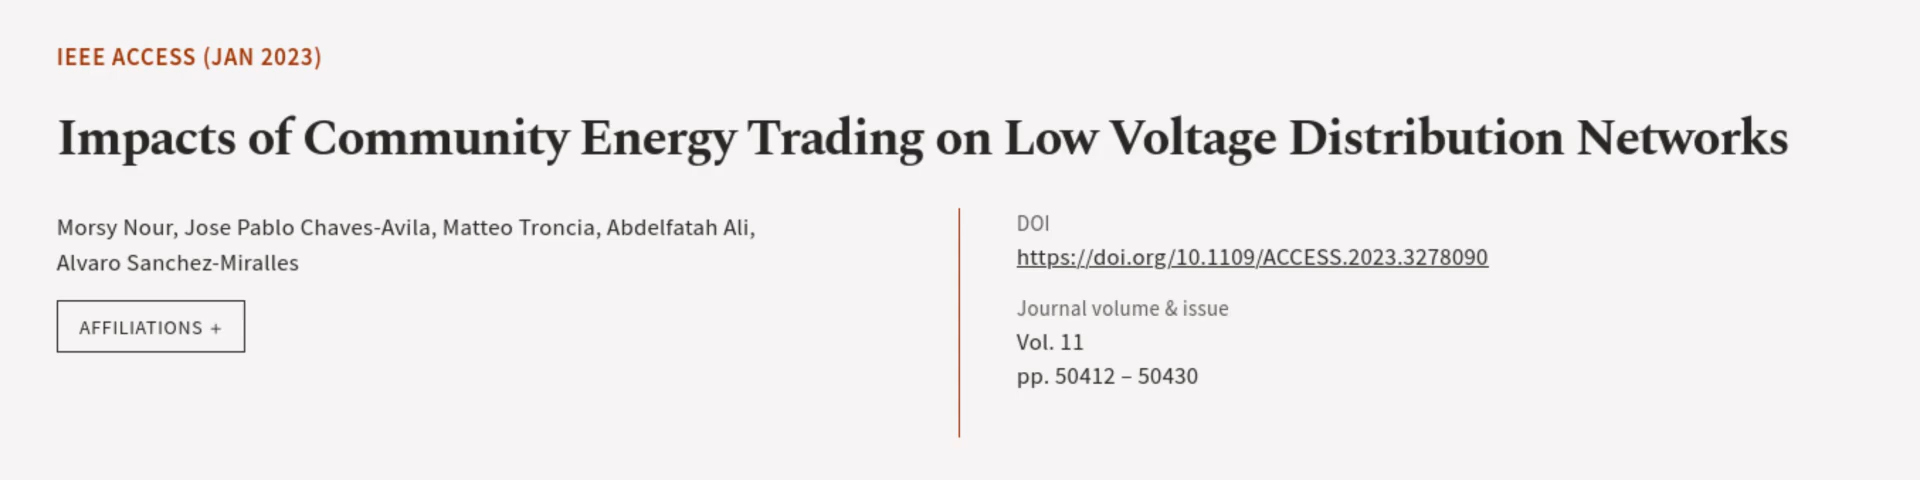 IEEE ACCESS (JAN 2023)
Impacts of Community Energy Trading on Low Voltage Distribution Networks
Morsy Nour, Jose Pablo Chaves-Avila, Matteo Troncia, Abdelfatah Ali,
Alvaro Sanchez-Miralles
AFFILIATIONS +
DOI
https://doi.org/10.1109/ACCESS.2023.3278090
Journal volume & issue
Vol. 11
pp. 50412 – 50430